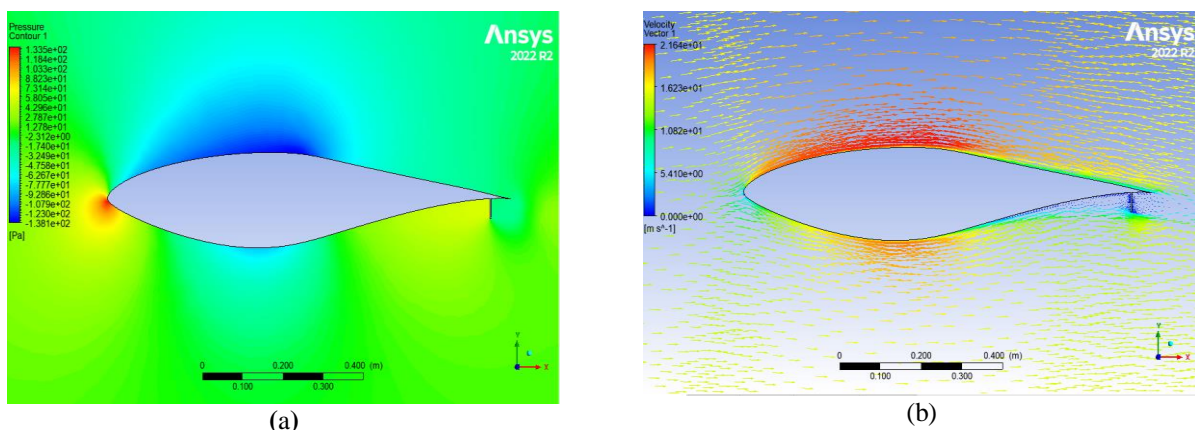 Pressure
Contour 1
1.335e+02
1.184e+02
1.033e+02
8.823e+01
7.314e+01
5.805e+01
4.296e+01
2.787e+01
1.278e+01
-2.312e+00
-1.740e+01
-3.249e+01
-4.758e+01
-6.267e+01
-7.777e+01
-9.286e+01
-1.079e+02
-1.230e+02
-1.381e+02
[Pa]
Ansys
2022 R2
0 0.200 0.400 (m)
0.100 0.300
Y
X
(a)
Velocity
Vector 1
2.164e+01
1.623e+01
1.082e+01
5.410e+00
0.000e+00
[m s^-1]
Ansys
2022 R2
0 0.200 0.400 (m)
0.100 0.300
Y
X
(b)